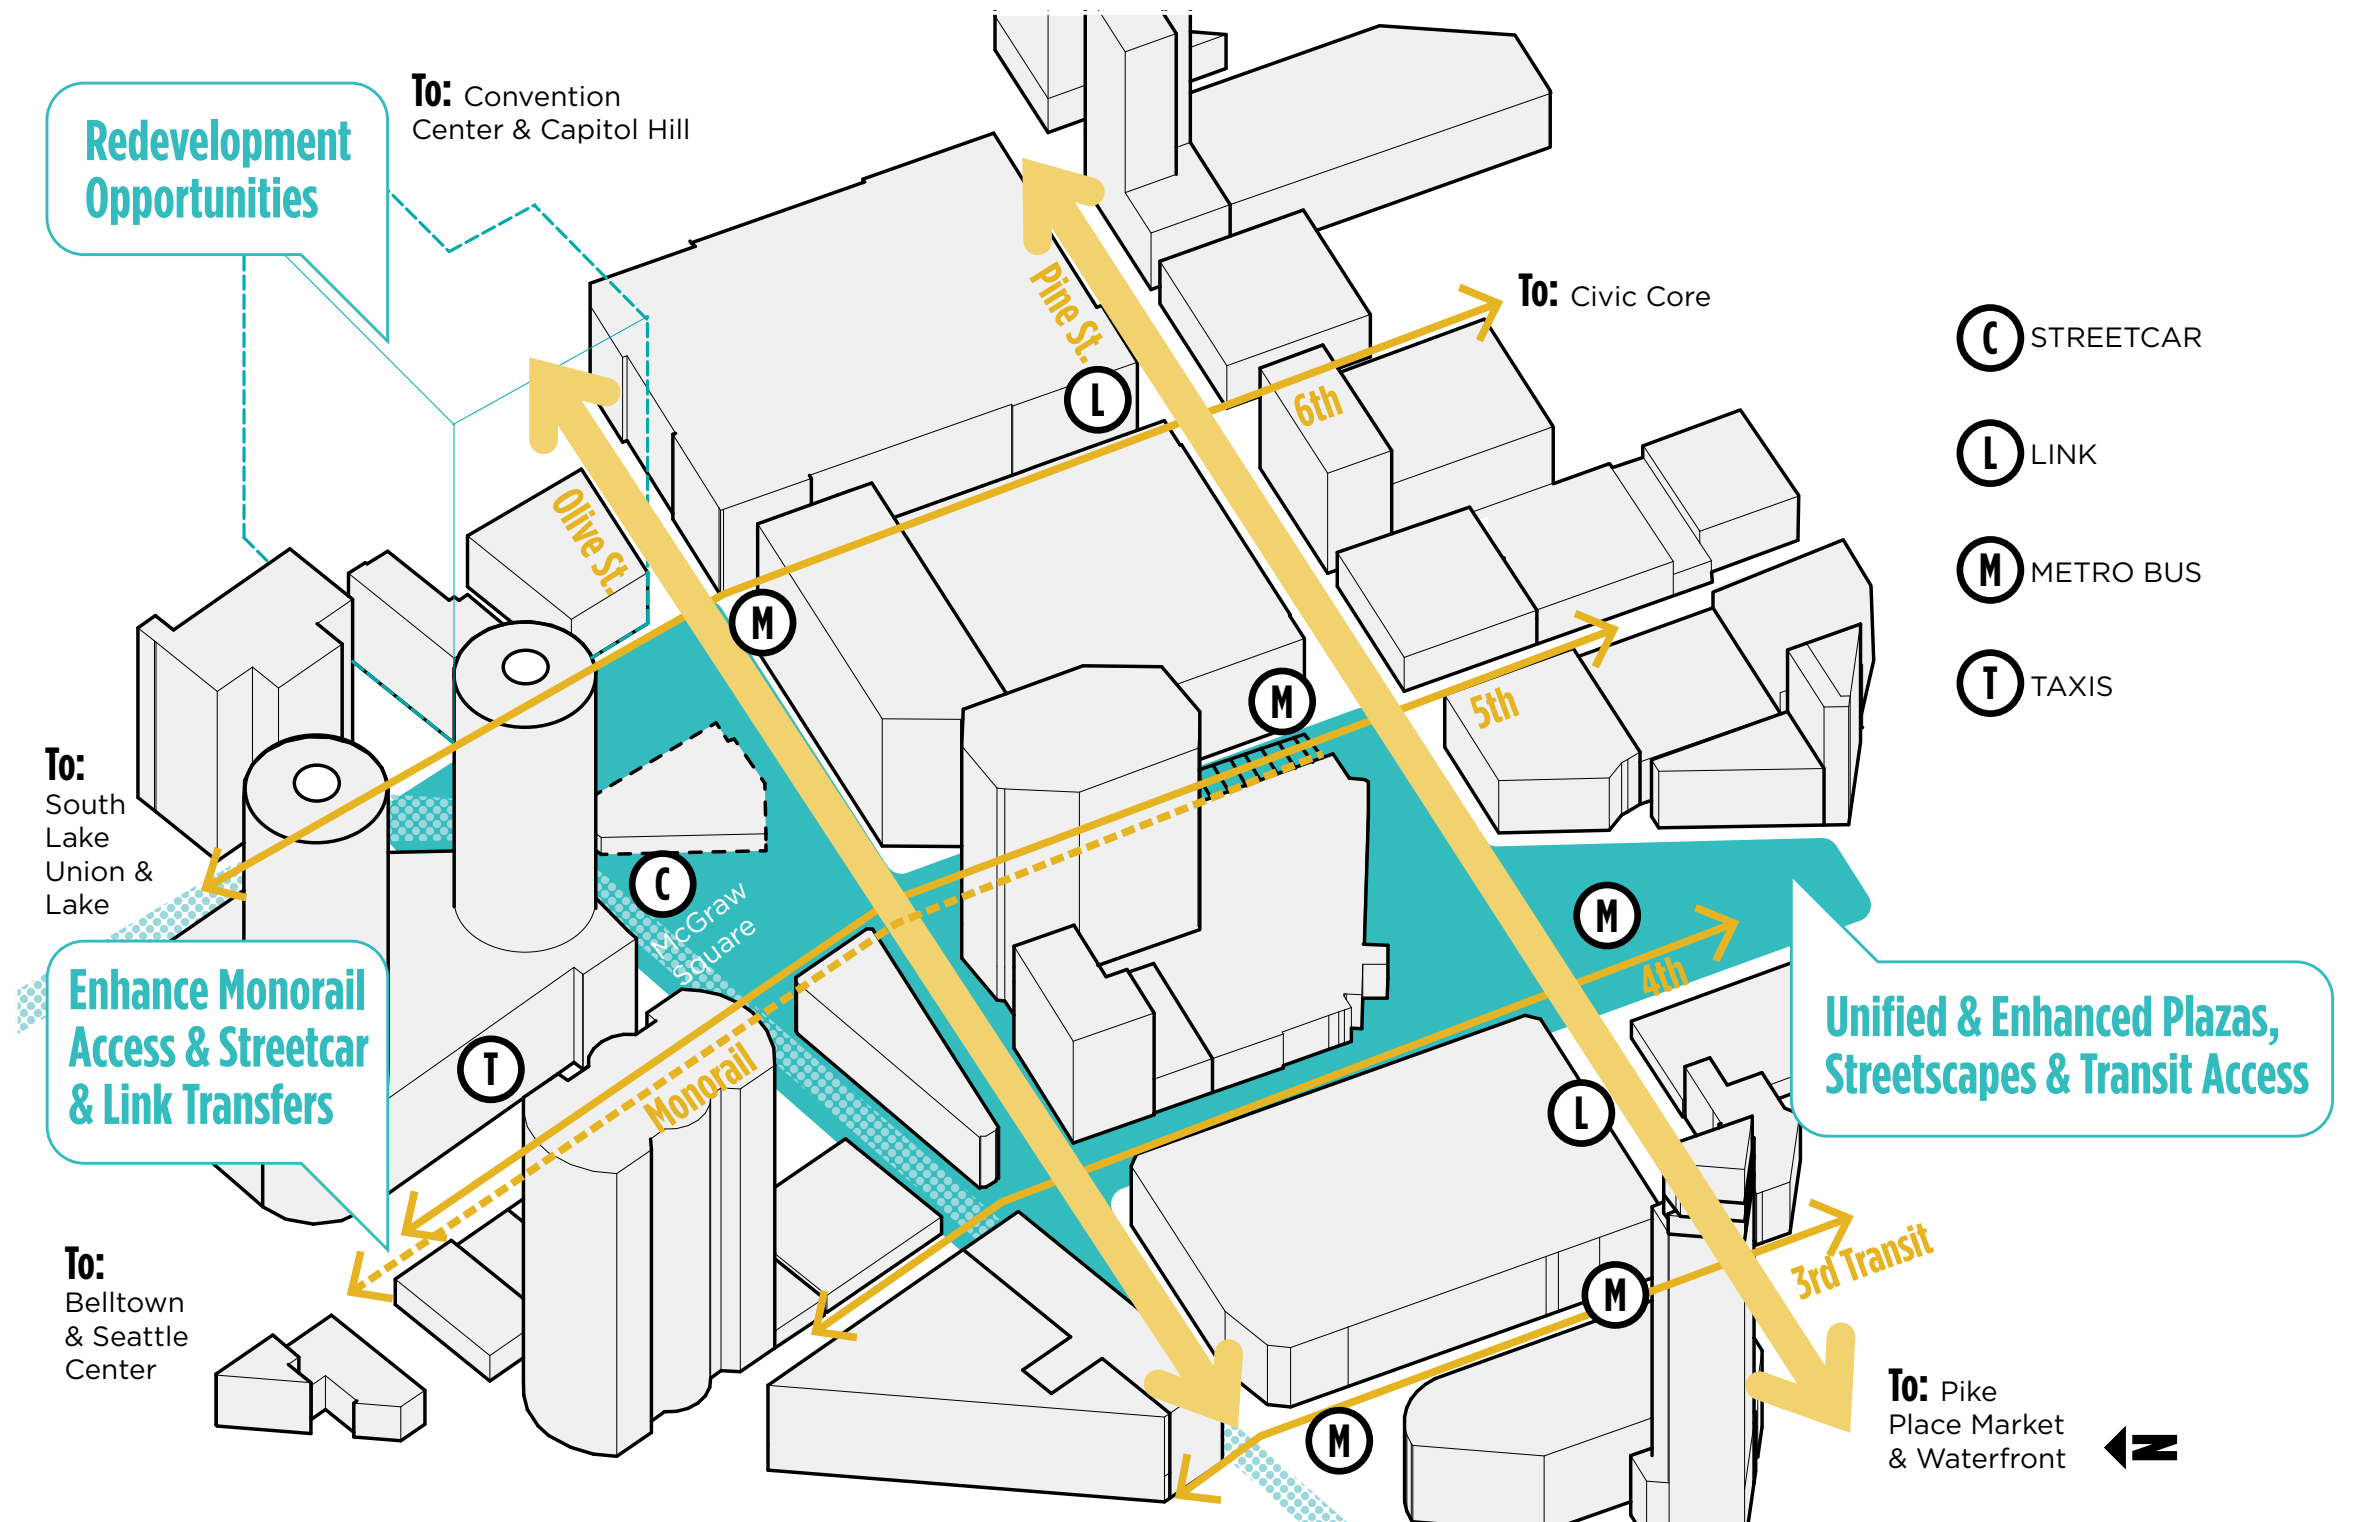 To: Convention
Center & Capitol Hill
Redevelopment
Opportunities
Pine St.
To: Civic Core
C STREETCAR
L
6th
L LINK
Olive St.
M METRO BUS
M
M
5th
T TAXIS
To:
South
Lake
Union &
Lake
C
McGraw
Square
M
4th
Enhance Monorail
Access & Streetcar
& Link Transfers
T
Monorail
L
Unified & Enhanced Plazas,
Streetscapes & Transit Access
To:
Belltown
& Seattle
Center
M
3rd Transit
M
To: Pike
Place Market
& Waterfront
N